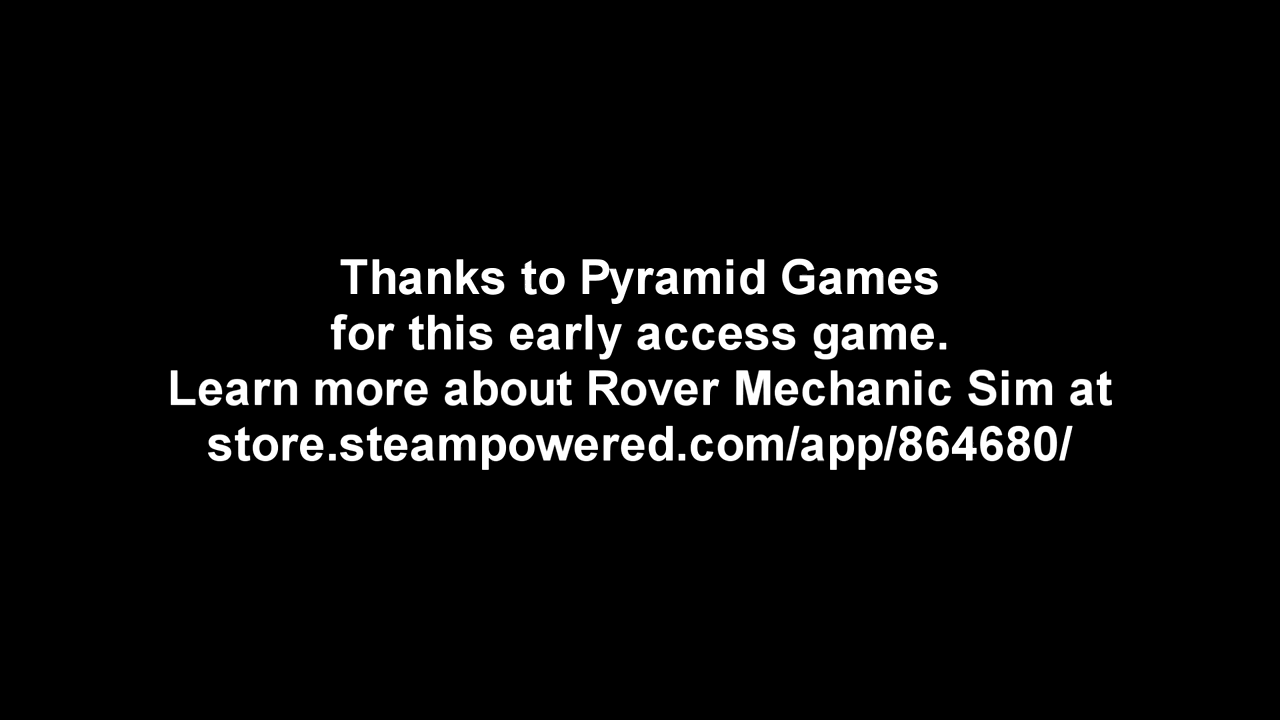 Thanks to Pyramid Games
for this early access game.
Learn more about Rover Mechanic Sim at
store.steampowered.com/app/864680/